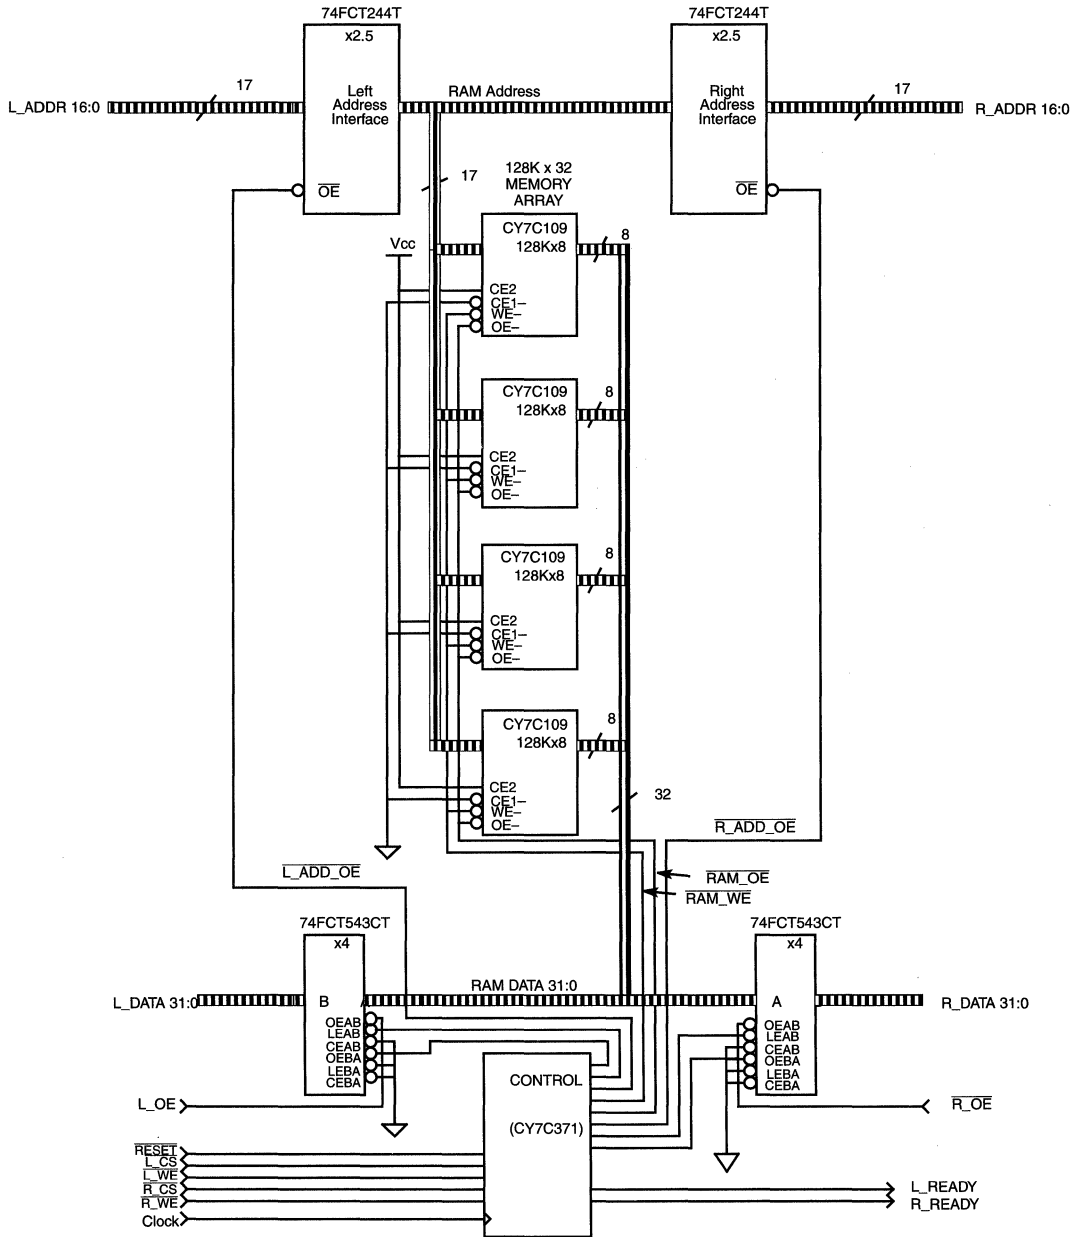 74FCT244T
74FCT244T
x2.5
x2.5
17
17
L_ADDR 16:0
Left
Address
Interface
RAM Address
Right
Address
Interface
R_ADDR 16:0
OE
OE
17
128K x 32
MEMORY
ARRAY
CY7C109
128Kx8
8
Vcc
CE2
CE1–
WE–
OE–
CY7C109
128Kx8
8
CE2
CE1–
WE–
OE–
CY7C109
128Kx8
8
CE2
CE1–
WE–
OE–
CY7C109
128Kx8
8
CE2
CE1–
WE–
OE–
32
R_ADD_OE
L_ADD_OE
RAM_OE
RAM_WE
74FCT543CT
74FCT543CT
x4
x4
L_DATA 31:0
B
A
RAM DATA 31:0
A
R_DATA 31:0
OEAB
LEAB
CEAB
OEBA
LEBA
CEBA
OEAB
LEAB
CEAB
OEBA
LEBA
CEBA
CONTROL
(CY7C371)
L_OE
R_OE
RESET
L_CS
L_WE
R_CS
R_WE
Clock
L_READY
R_READY